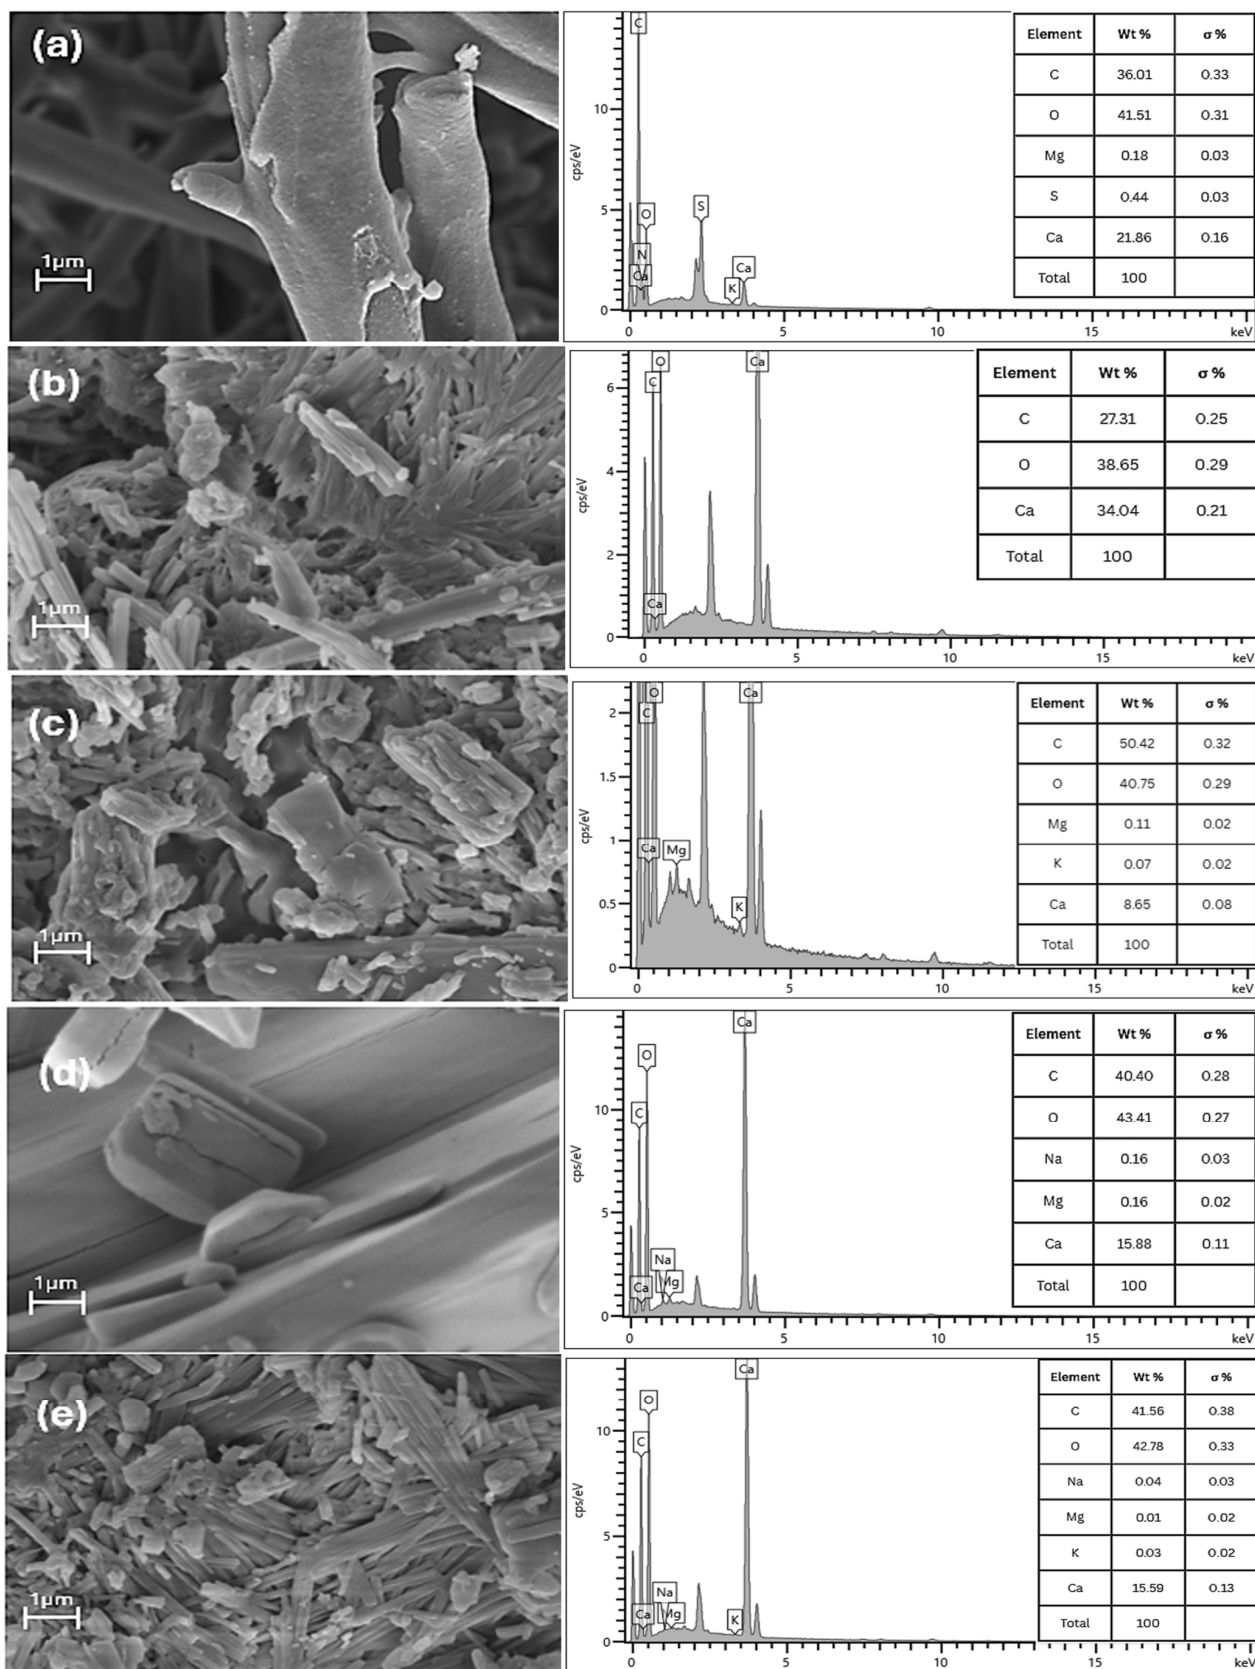 (a)
1µm
cps/eV
10
5
0
C
O
N
Ca
S
K
Ca
0 5 15 keV
Element Wt % σ %
C 36.01 0.33
O 41.51 0.31
Mg 0.18 0.03
S 0.44 0.03
Ca 21.86 0.16
Total 100
(b)
1µm
cps/eV
6
4
2
0
C
O
Ca
Ca
0 5 10 15 keV
Element Wt % σ %
C 27.31 0.25
O 38.65 0.29
Ca 34.04 0.21
Total 100
(c)
1µm
cps/eV
2
1.5
1
0.5
0
O
C
Ca
Mg
K
Ca
0 5 10 15 keV
Element Wt % σ %
C 50.42 0.32
O 40.75 0.29
Mg 0.11 0.02
K 0.07 0.02
Ca 8.65 0.08
Total 100
(d)
1µm
cps/eV
10
5
0
Ca
O
C
Na
Mg
Ca
0 5 10 15 keV
Element Wt % σ %
C 40.40 0.28
O 43.41 0.27
Na 0.16 0.03
Mg 0.16 0.02
Ca 15.88 0.11
Total 100
(e)
1µm
cps/eV
10
5
0
Ca
O
C
Na
Mg
Ca
K
0 5 10 15 keV
Element Wt % σ %
C 41.56 0.38
O 42.78 0.33
Na 0.04 0.03
Mg 0.01 0.02
K 0.03 0.02
Ca 15.59 0.13
Total 100